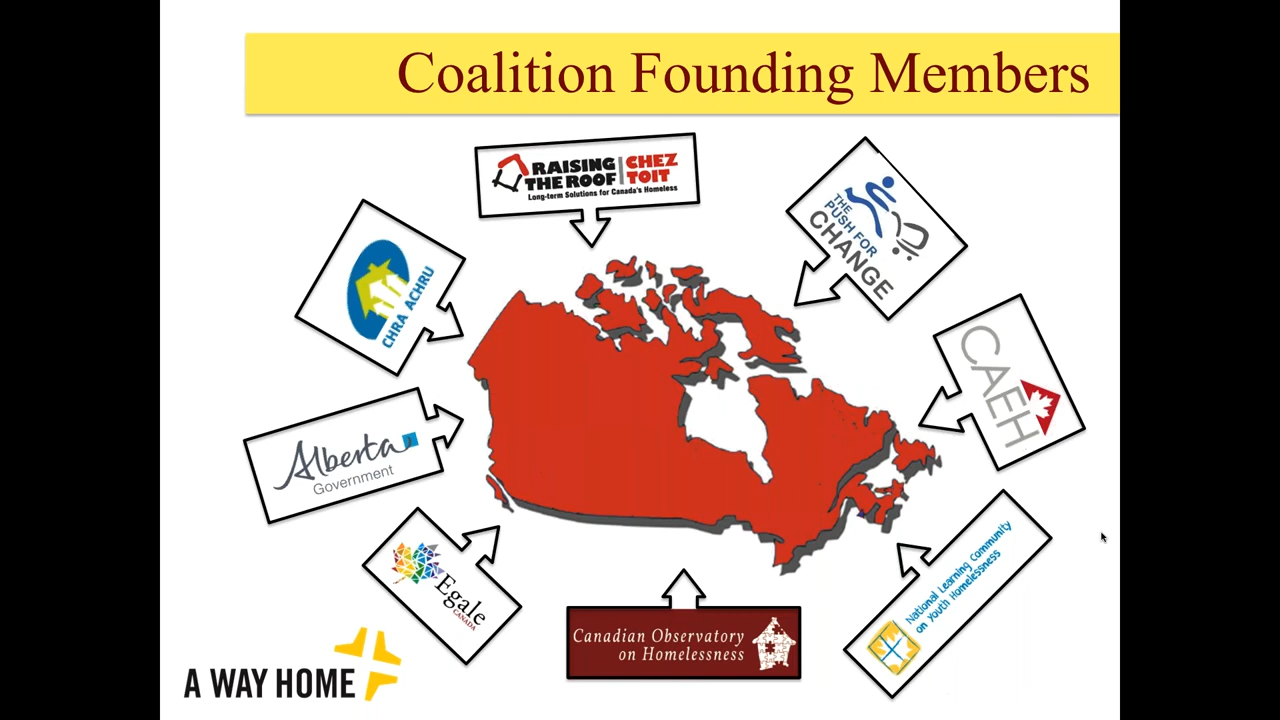 Coalition Founding Members
RAISING
THE ROOF
CHEZ
TOIT
Long-term Solutions for Canada's Homeless
THE
PUSH FOR
CHANGE
CHRA ACHRU
CAEH
Alberta
Government
Egale
CANADA
National Learning Community
on Youth Homelessness
Canadian Observatory
on Homelessness
A WAY HOME